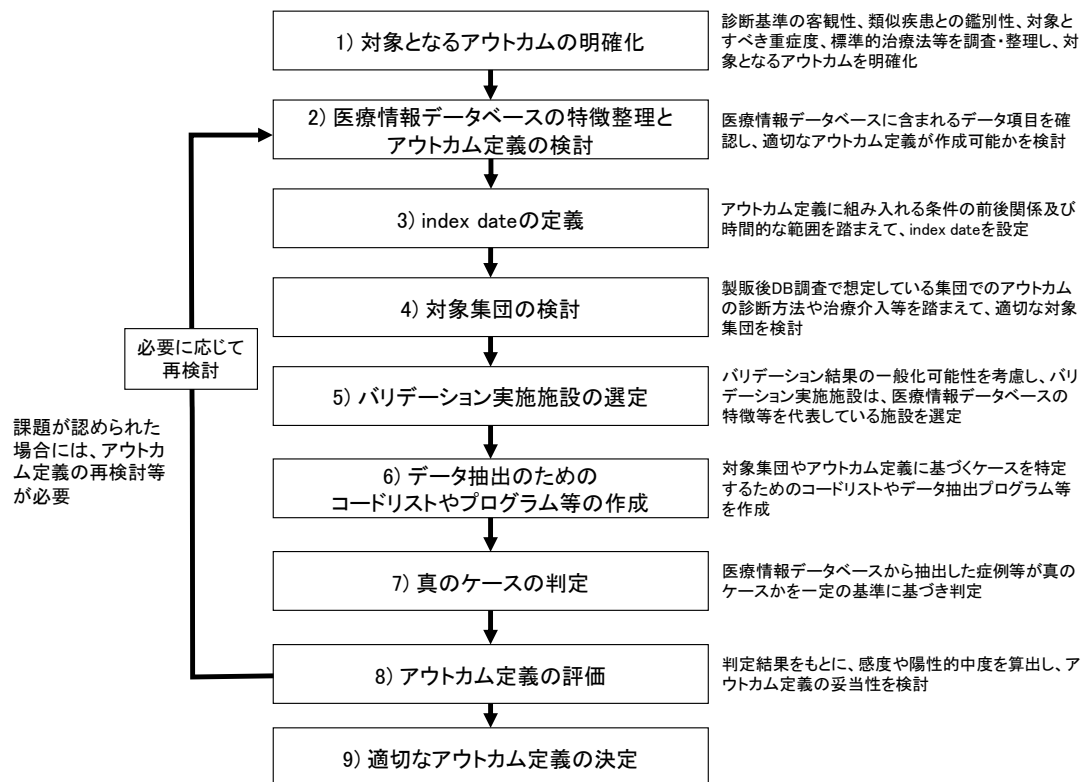 1) 対象となるアウトカムの明確化
診断基準の客観性、類似疾患との鑑別性、対象と
すべき重症度、標準的治療法等を調査・整理し、対
象となるアウトカムを明確化
2) 医療情報データベースの特徴整理と
アウトカム定義の検討
医療情報データベースに含まれるデータ項目を確
認し、適切なアウトカム定義が作成可能かを検討
3) index dateの定義
アウトカム定義に組み入れる条件の前後関係及び
時間的な範囲を踏まえて、index dateを設定
4) 対象集団の検討
製販後DB調査で想定している集団でのアウトカム
の診断方法や治療介入等を踏まえて、適切な対象
集団を検討
必要に応じて
再検討
5) バリデーション実施施設の選定
バリデーション結果の一般化可能性を考慮し、バリ
デーション実施施設は、医療情報データベースの
特徴等を代表している施設を選定
課題が認められた
場合には、アウトカ
ム定義の再検討等
が必要
6) データ抽出のための
コードリストやプログラム等の作成
対象集団やアウトカム定義に基づくケースを特定
するためのコードリストやデータ抽出プログラム等
を作成
7) 真のケースの判定
医療情報データベースから抽出した症例等が真の
ケースかを一定の基準に基づき判定
8) アウトカム定義の評価
判定結果をもとに、感度や陽性的中度を算出し、ア
ウトカム定義の妥当性を検討
9) 適切なアウトカム定義の決定